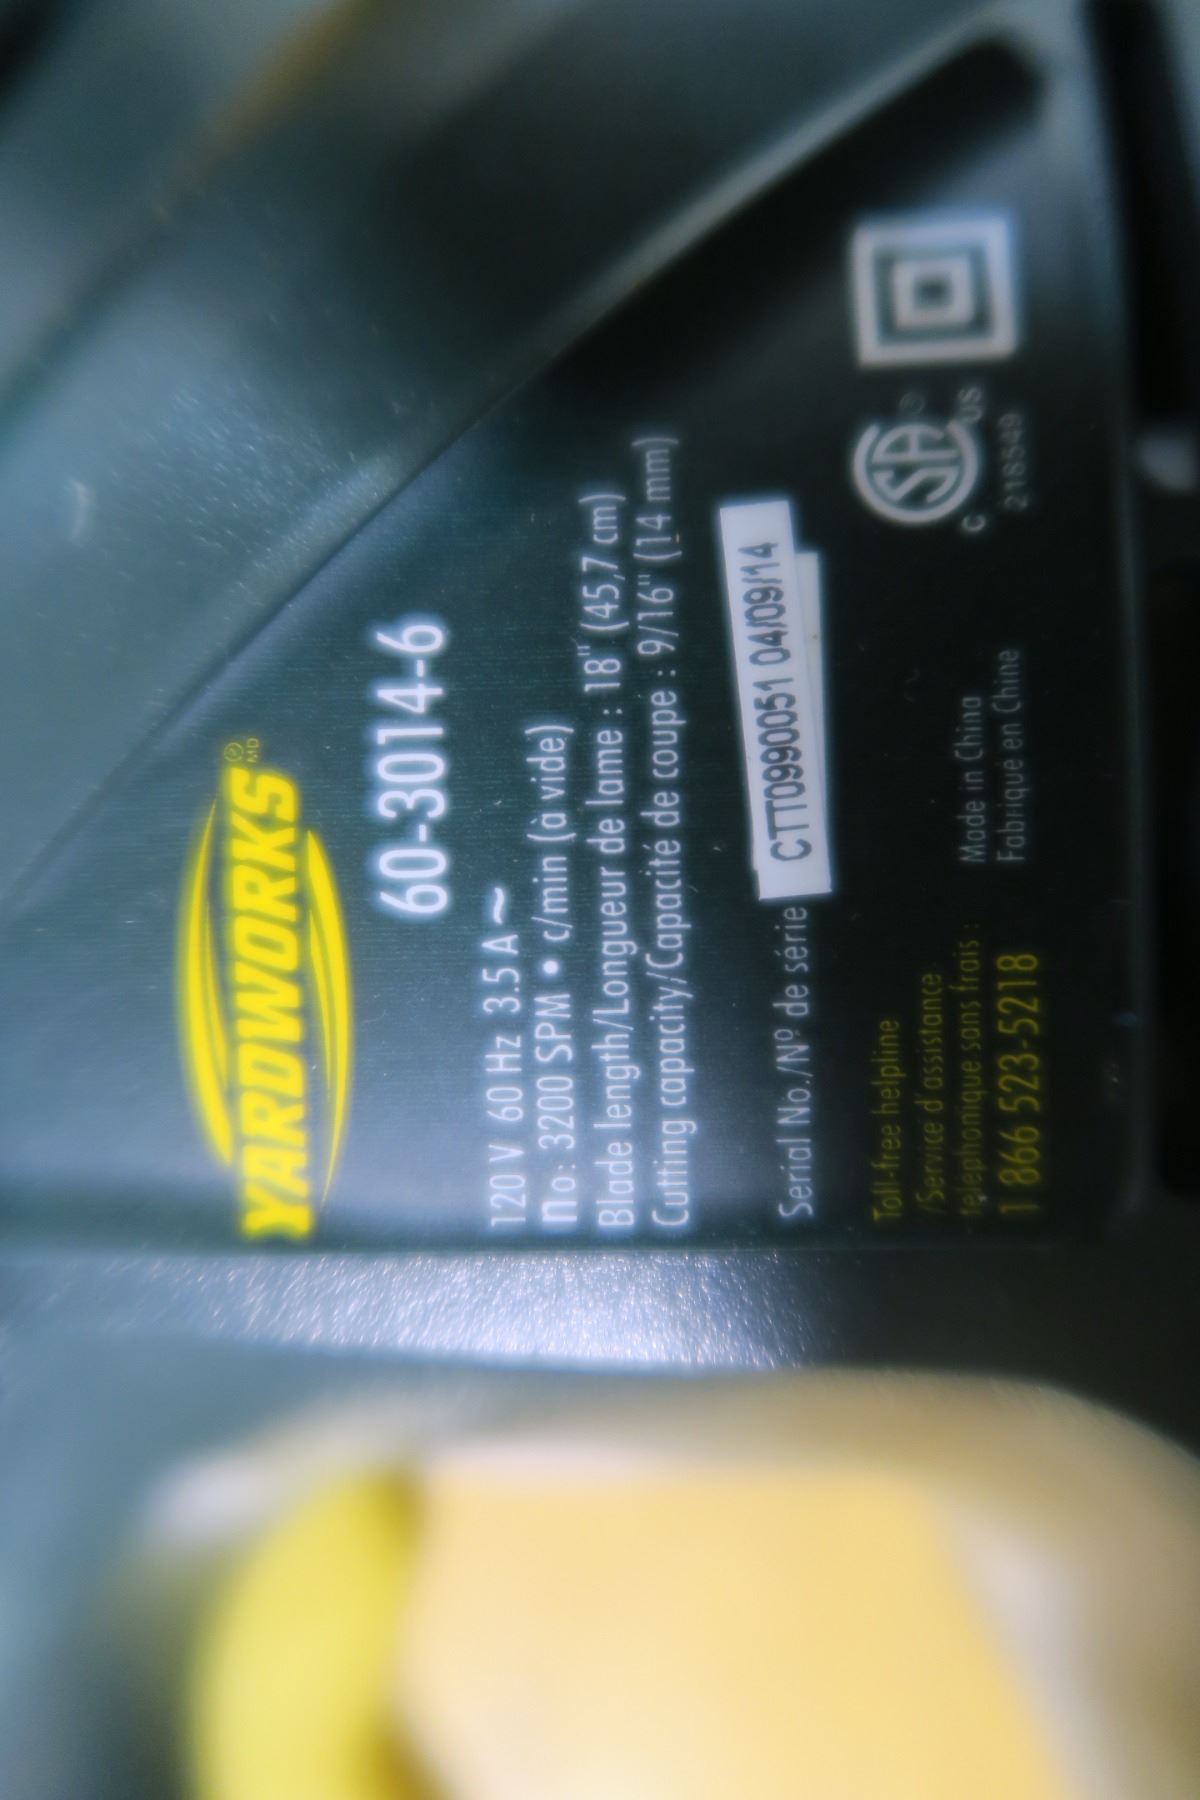 YARDWORKS ® MD
60-3014-6
120 V 60 Hz 3.5 A ~
no: 3200 SPM • c/min (à vide)
Blade length/Longueur de lame : 18" (45,7 cm)
Cutting capacity/Capacité de coupe : 9/16" (14 mm)
Serial No./Nº de série CTT0990051 04/09/14
Toll-free helpline
/Service d'assistance
téléphonique sans frais :
1 866 523-5218
Made in China
Fabriqué en Chine
C SA ® US
218549